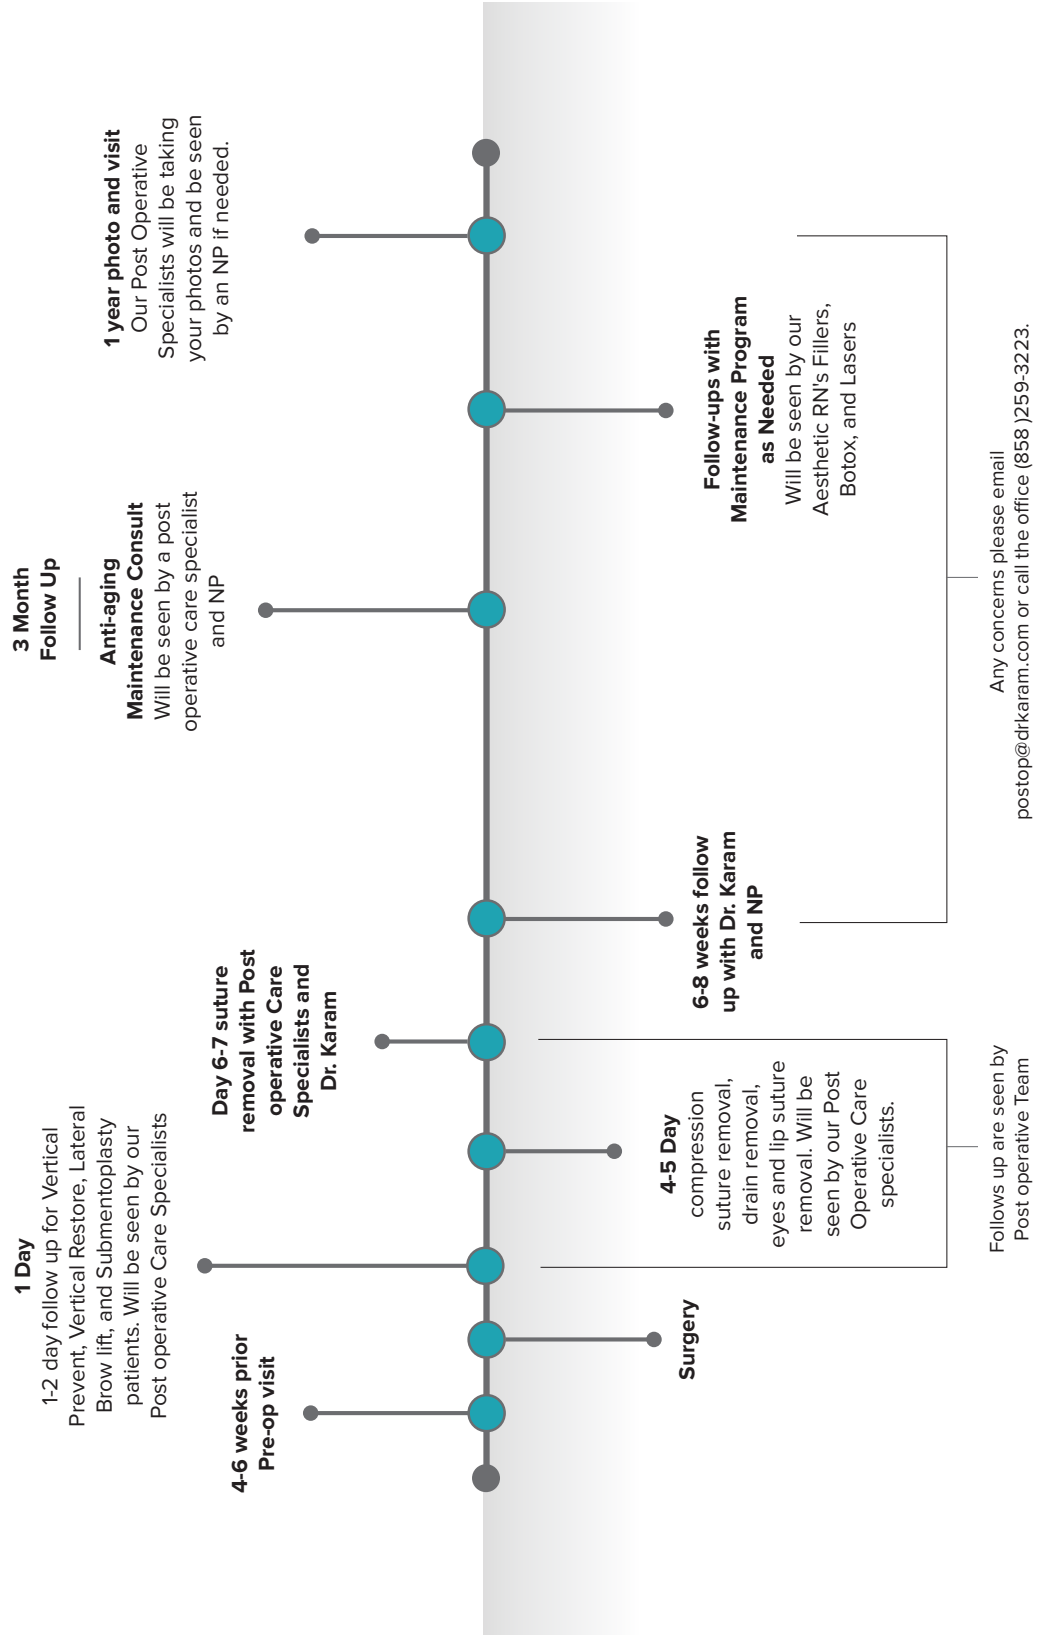 4-6 weeks prior
Pre-op visit
Surgery
1 Day
1-2 day follow up for Vertical
Prevent, Vertical Restore, Lateral
Brow lift, and Submentoplasty
patients. Will be seen by our
Post operative Care Specialists
4-5 Day
compression
suture removal,
drain removal,
eyes and lip suture
removal. Will be
seen by our Post
Operative Care
specialists.
Day 6-7 suture
removal with Post
operative Care
Specialists and
Dr. Karam
Follows up are seen by
Post operative Team
6-8 weeks follow
up with Dr. Karam
and NP
3 Month
Follow Up
Anti-aging
Maintenance Consult
Will be seen by a post
operative care specialist
and NP
Follow-ups with
Maintenance Program
as Needed
Will be seen by our
Aesthetic RN's Fillers,
Botox, and Lasers
1 year photo and visit
Our Post Operative
Specialists will be taking
your photos and be seen
by an NP if needed.
Any concerns please email
postop@drkaram.com or call the office (858 )259-3223.